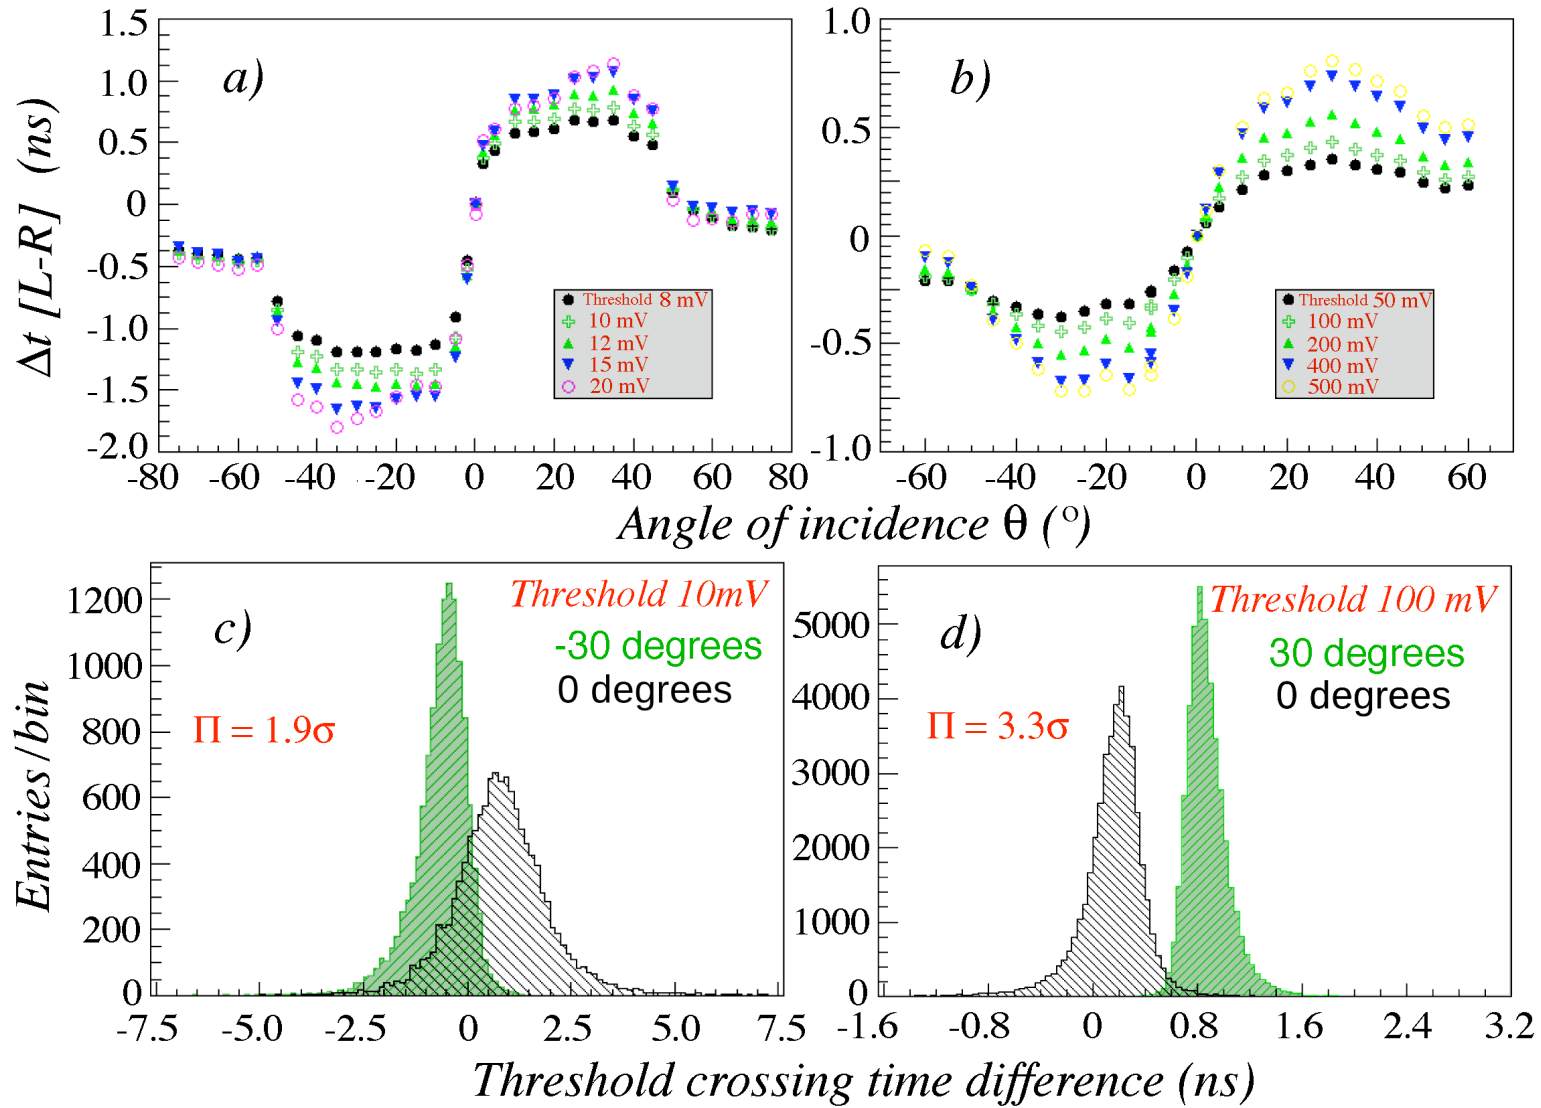 a)
b)
Δt [L-R] (ns)
1.5
1.0
0.5
0
-0.5
-1.0
-1.5
-2.0
Threshold 8 mV
10 mV
12 mV
15 mV
20 mV
-80 -60 -40 -20 0 20 40 60 80
1.0
0.5
0
-0.5
-1.0
Threshold 50 mV
100 mV
200 mV
400 mV
500 mV
-60 -40 -20 0 20 40 60
Angle of incidence θ (°)
c)
Threshold 10mV
-30 degrees
0 degrees
Π = 1.9σ
Entries/bin
1200
1000
800
600
400
200
0
-7.5 -5.0 -2.5 0 2.5 5.0 7.5
d)
Threshold 100 mV
30 degrees
0 degrees
Π = 3.3σ
5000
4000
3000
2000
1000
0
-1.6 -0.8 0 0.8 1.6 2.4 3.2
Threshold crossing time difference (ns)